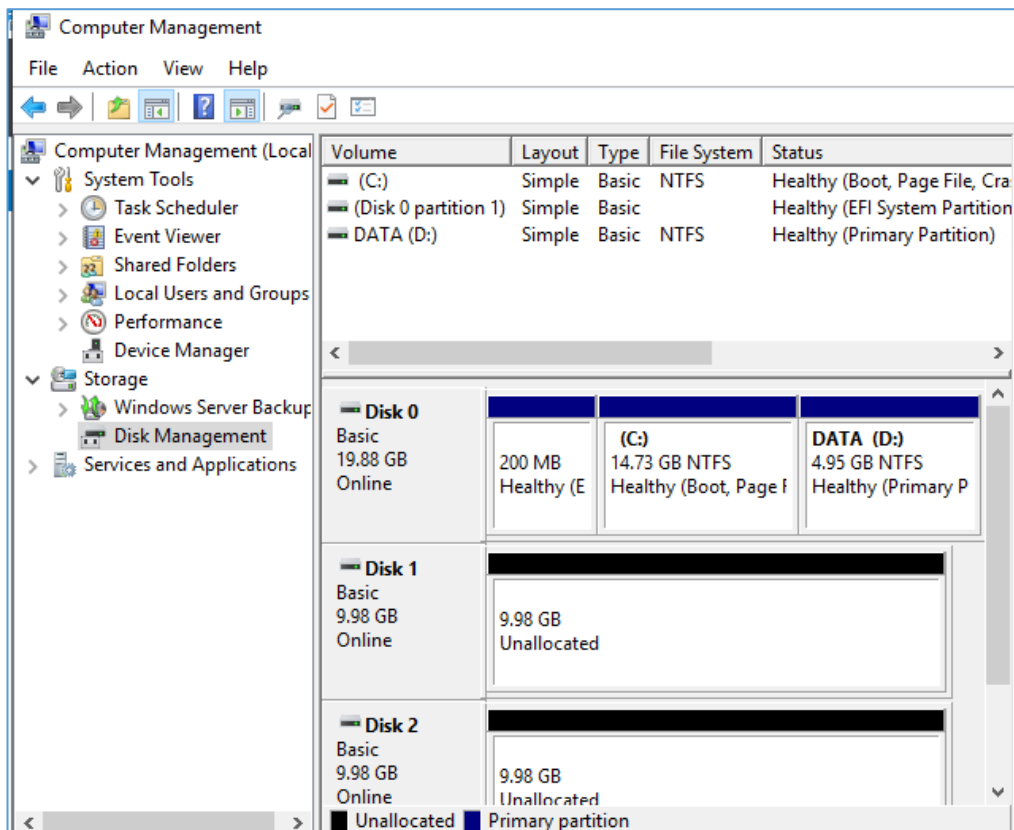 Computer Management
File Action View Help
Computer Management (Local
System Tools
Task Scheduler
Event Viewer
Shared Folders
Local Users and Groups
Performance
Device Manager
Storage
Windows Server Backup
Disk Management
Services and Applications
Volume Layout Type File System Status
(C:) Simple Basic NTFS Healthy (Boot, Page File, Cra
(Disk 0 partition 1) Simple Basic Healthy (EFI System Partition
DATA (D:) Simple Basic NTFS Healthy (Primary Partition)
Disk 0
Basic
19.88 GB
Online
200 MB
Healthy (E
(C:)
14.73 GB NTFS
Healthy (Boot, Page F
DATA (D:)
4.95 GB NTFS
Healthy (Primary P
Disk 1
Basic
9.98 GB
Online
9.98 GB
Unallocated
Disk 2
Basic
9.98 GB
Online
9.98 GB
Unallocated
Unallocated Primary partition